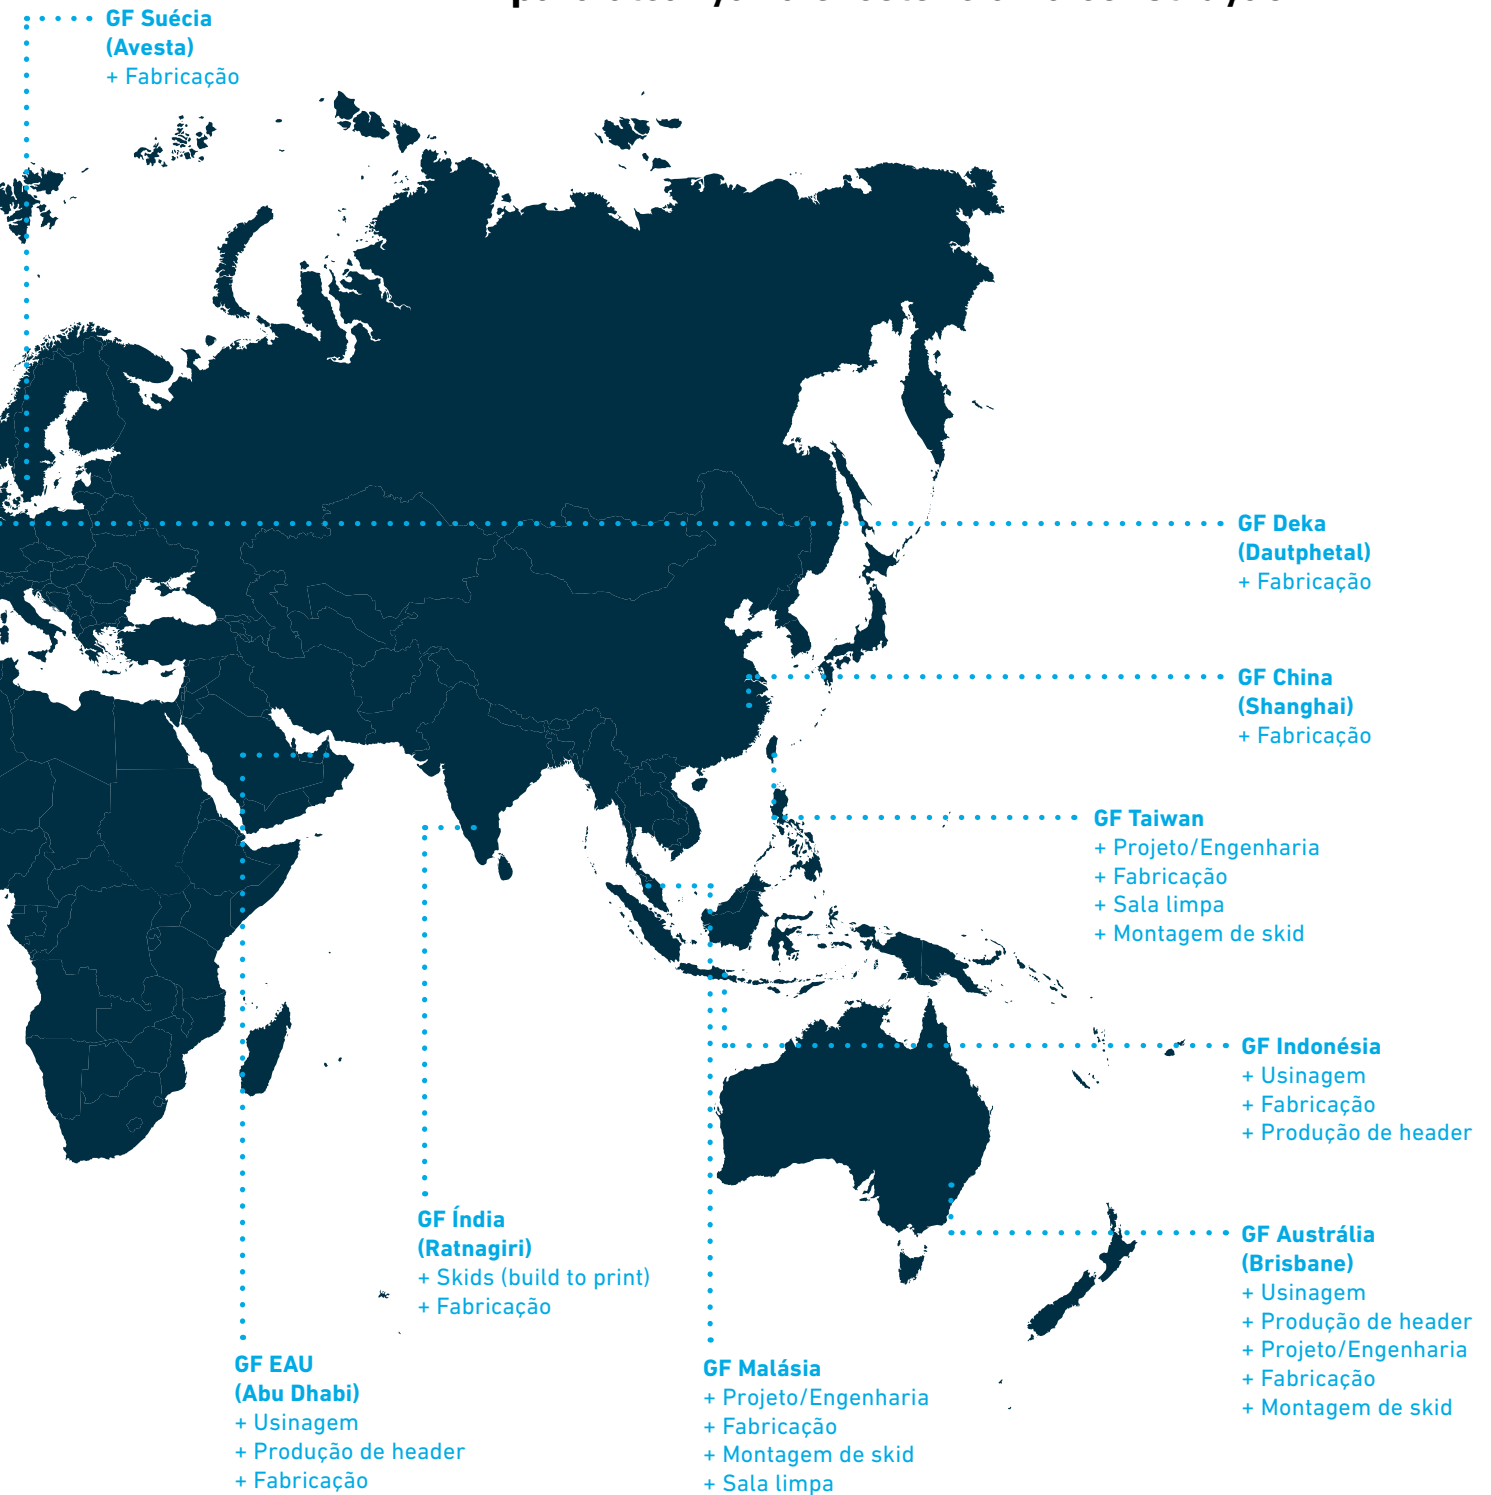 GF Suécia
(Avesta)
+ Fabricação
GF Deka
(Dautphetal)
+ Fabricação
GF China
(Shanghai)
+ Fabricação
GF Taiwan
+ Projeto/Engenharia
+ Fabricação
+ Sala limpa
+ Montagem de skid
GF Indonésia
+ Usinagem
+ Fabricação
+ Produção de header
GF Índia
(Ratnagiri)
+ Skids (build to print)
+ Fabricação
GF Austrália
(Brisbane)
+ Usinagem
+ Produção de header
+ Projeto/Engenharia
+ Fabricação
+ Montagem de skid
GF EAU
(Abu Dhabi)
+ Usinagem
+ Produção de header
+ Fabricação
GF Malásia
+ Projeto/Engenharia
+ Fabricação
+ Montagem de skid
+ Sala limpa